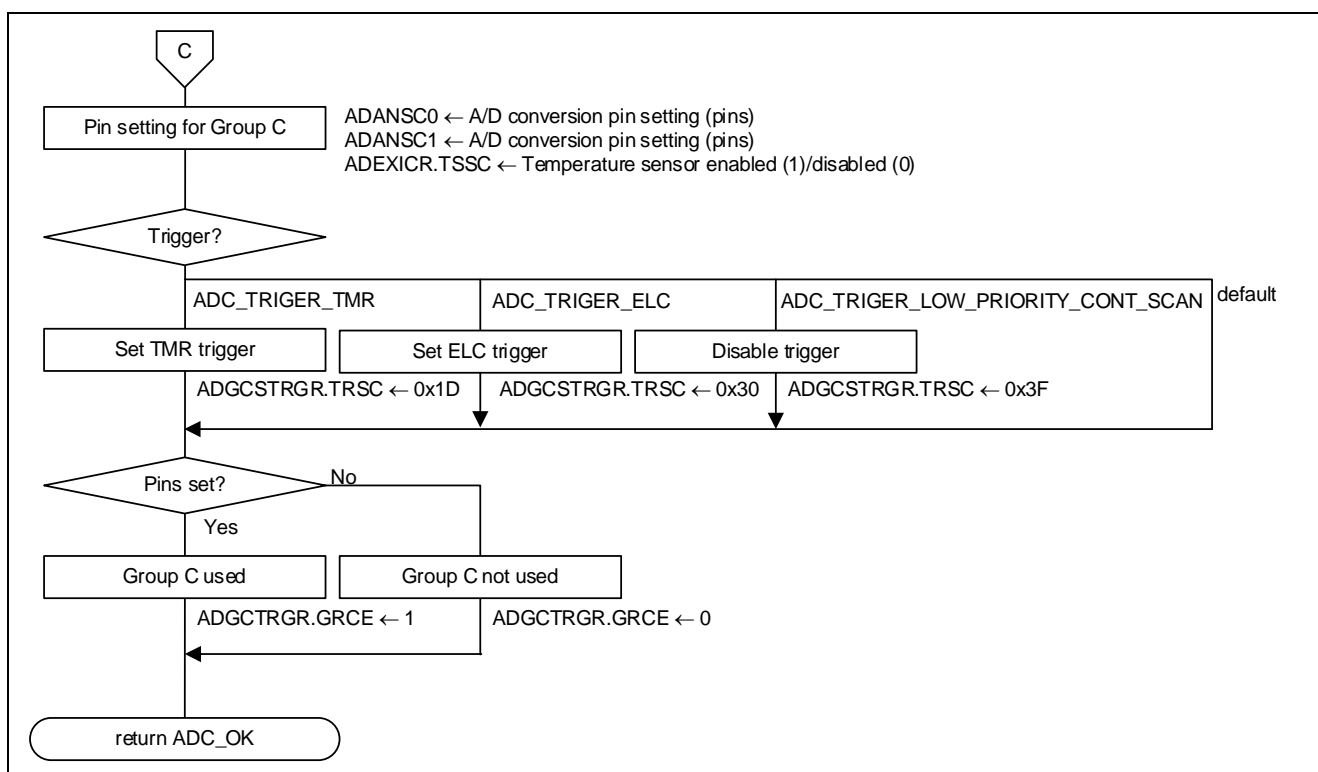 C
Pin setting for Group C
ADANSC0 ← A/D conversion pin setting (pins)
ADANSC1 ← A/D conversion pin setting (pins)
ADEXICR.TSSC ← Temperature sensor enabled (1)/disabled (0)
Trigger?
ADC_TRIGER_TMR
ADC_TRIGER_ELC
ADC_TRIGER_LOW_PRIORITY_CONT_SCAN
default
Set TMR trigger
Set ELC trigger
Disable trigger
ADGCSTRGR.TRSC ← 0x1D
ADGCSTRGR.TRSC ← 0x30
ADGCSTRGR.TRSC ← 0x3F
Pins set?
No
Yes
Group C used
Group C not used
ADGCTRGR.GRCE ← 1
ADGCTRGR.GRCE ← 0
return ADC_OK